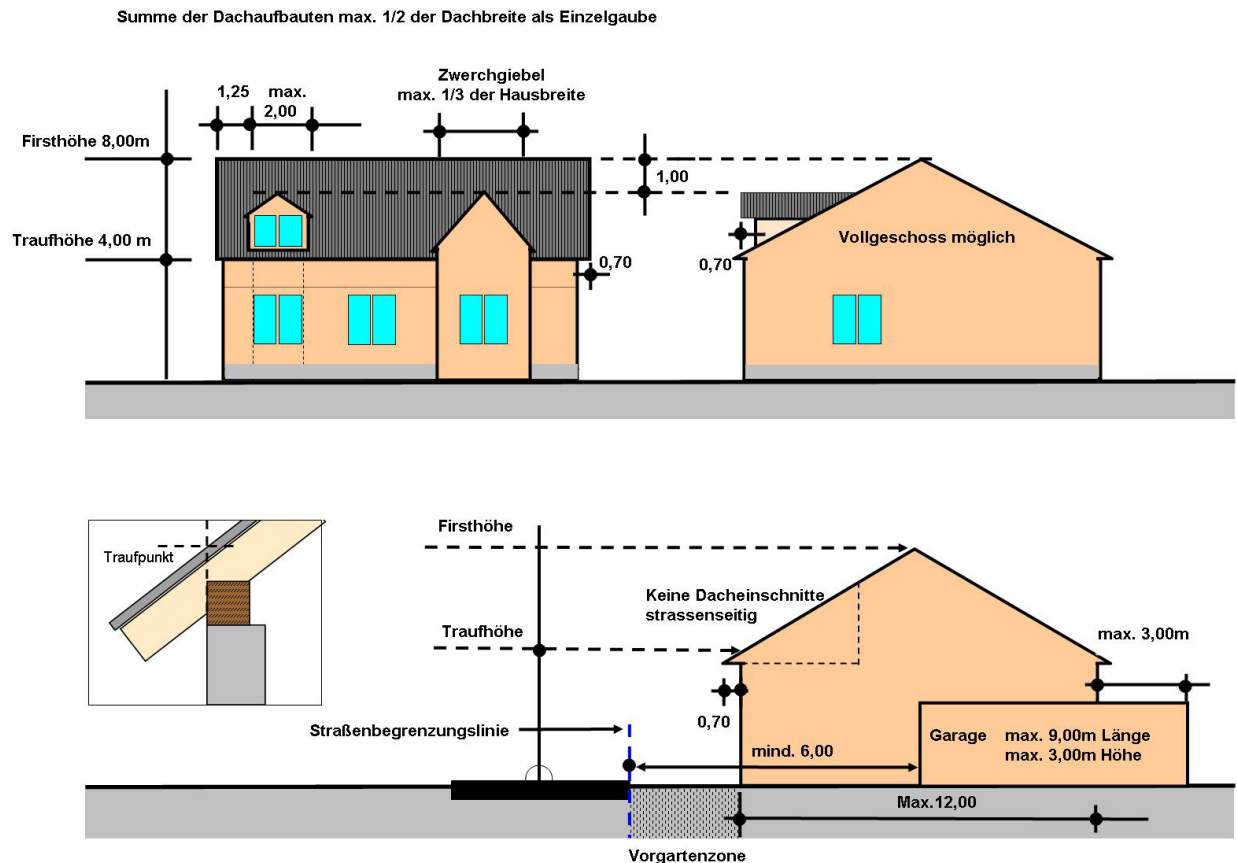 Summe der Dachaufbauten max. 1/2 der Dachbreite als Einzelgaube
Zwerchgiebel
max. 1/3 der Hausbreite
1,25
max.
2,00
Firsthöhe 8,00m
1,00
Traufhöhe 4,00 m
Vollgeschoss möglich
0,70
0,70
Traufpunkt
Firsthöhe
Keine Dacheinschnitte
strassenseitig
Traufhöhe
max. 3,00m
0,70
Straßenbegrenzungslinie
mind. 6,00
Garage max. 9,00m Länge
max. 3,00m Höhe
Max.12,00
Vorgartenzone